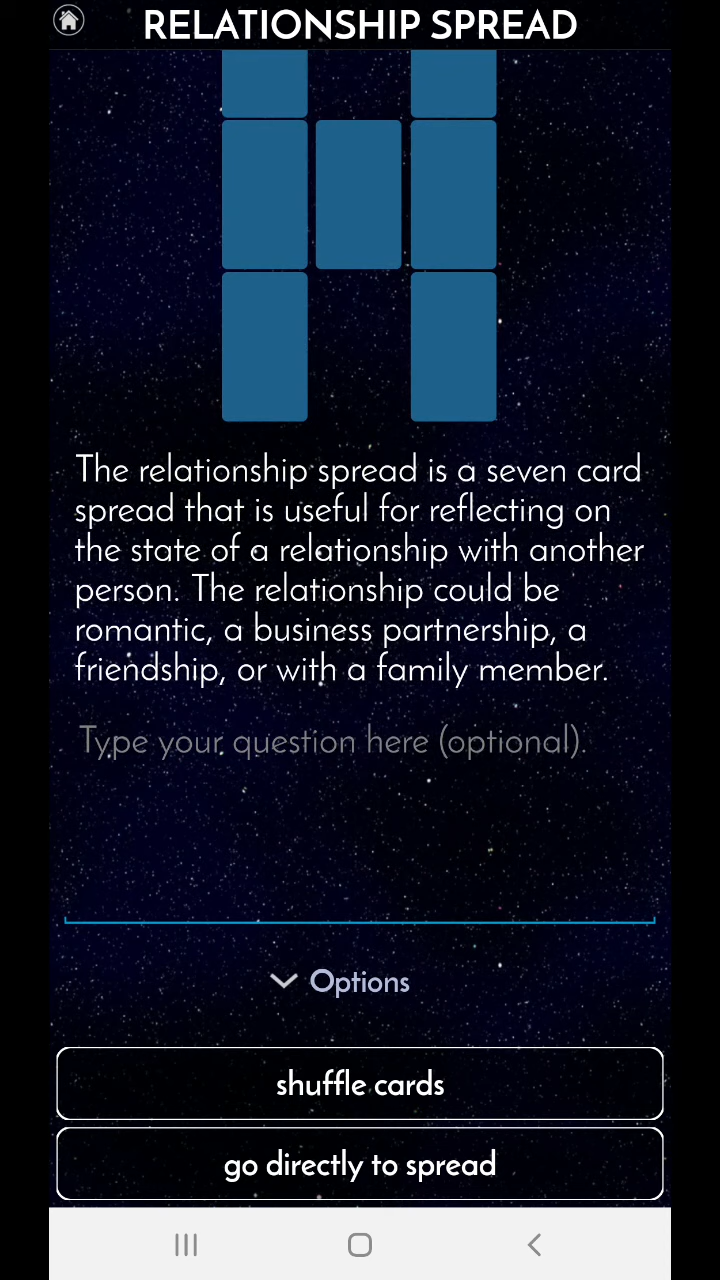 RELATIONSHIP SPREAD
The relationship spread is a seven card
spread that is useful for reflecting on
the state of a relationship with another
person. The relationship could be
romantic, a business partnership, a
friendship, or with a family member.
Type your question here (optional).
Options
shuffle cards
go directly to spread